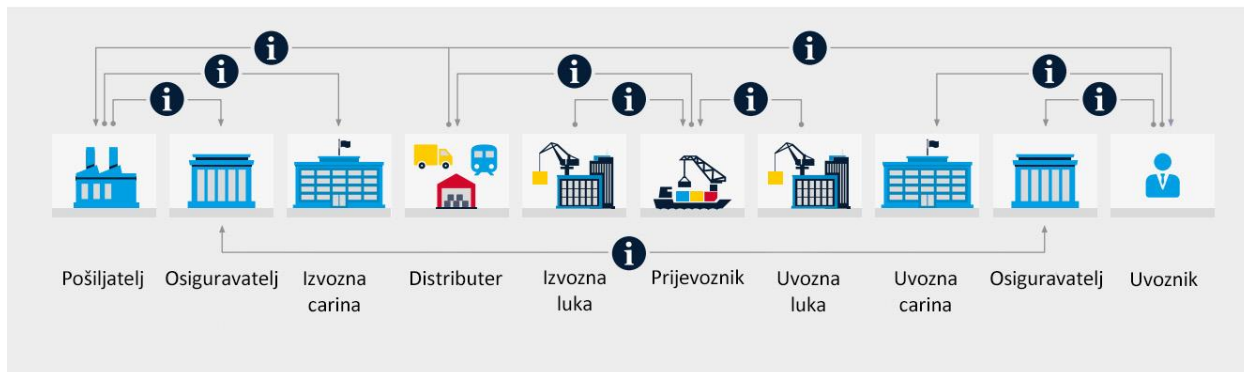 i
i
i
i
i
i
i
i
i
i
Pošiljatelj
Osiguravatelj
Izvozna
carina
Distributer
Izvozna
luka
Prijevoznik
Uvozna
luka
Uvozna
carina
Osiguravatelj
Uvoznik